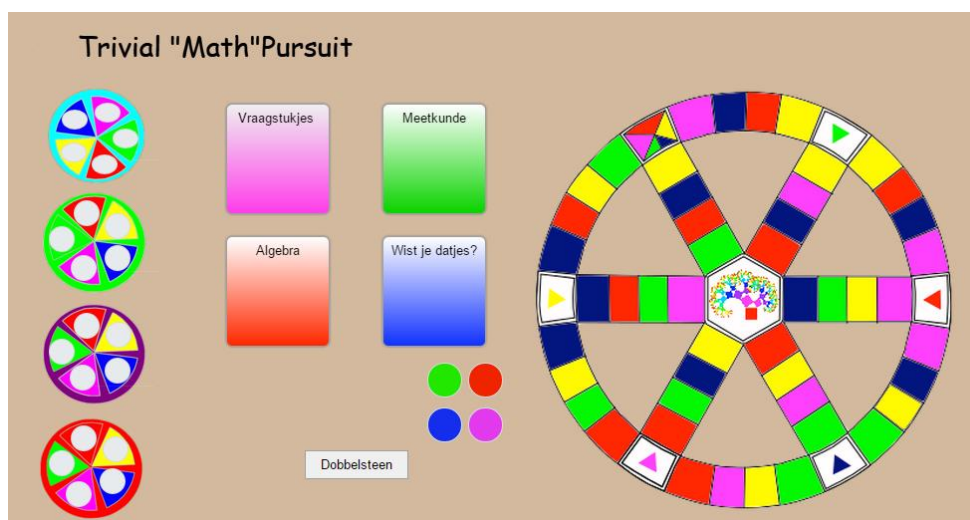 Trivial "Math"Pursuit
Vraagstukjes
Meetkunde
Algebra
Wist je datjes?
Dobbelsteen